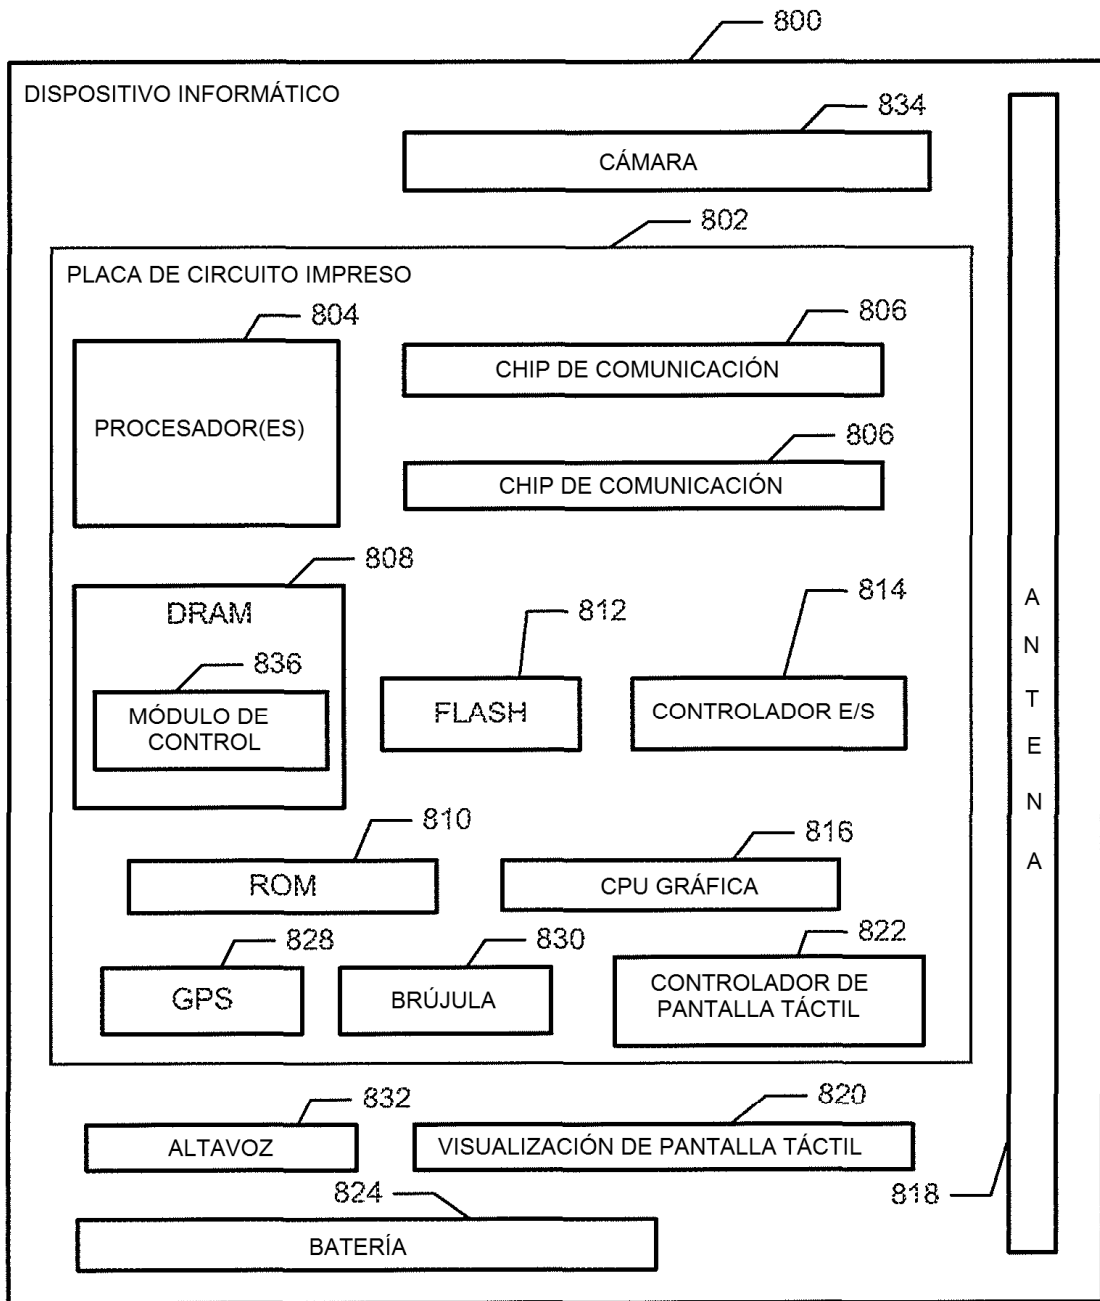 800
DISPOSITIVO INFORMÁTICO
834
CÁMARA
802
PLACA DE CIRCUITO IMPRESO
804
PROCESADOR(ES)
806
CHIP DE COMUNICACIÓN
806
CHIP DE COMUNICACIÓN
808
DRAM
836
MÓDULO DE
CONTROL
812
FLASH
814
CONTROLADOR E/S
810
ROM
816
CPU GRÁFICA
828
GPS
830
BRÚJULA
822
CONTROLADOR DE
PANTALLA TÁCTIL
832
ALTAVOZ
820
VISUALIZACIÓN DE PANTALLA TÁCTIL
824
BATERÍA
818
A
N
T
E
N
A